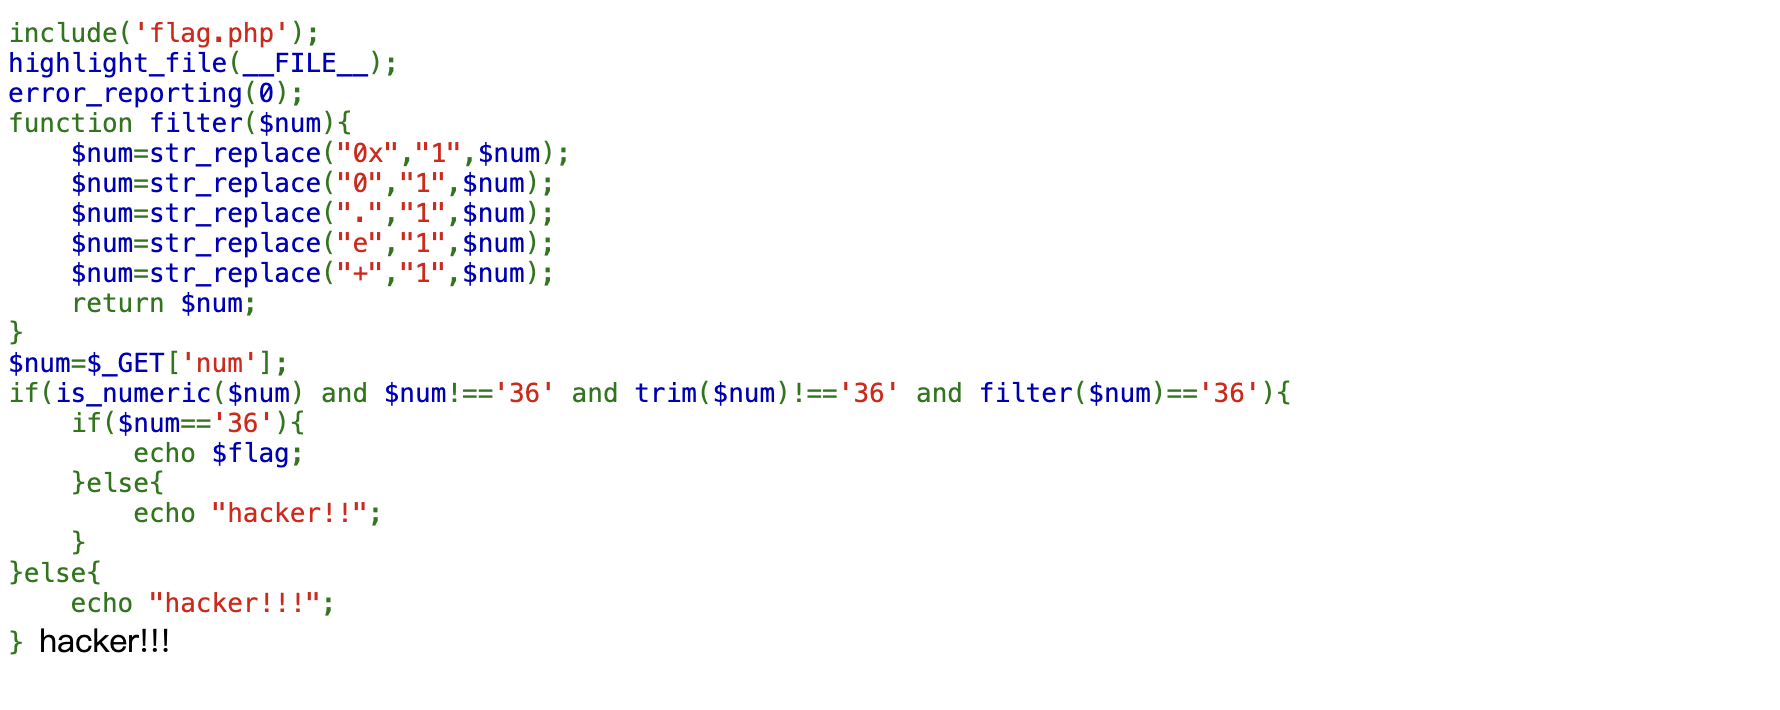 include('flag.php');
highlight_file(__FILE__);
error_reporting(0);
function filter($num){
    $num=str_replace("0x","1",$num);
    $num=str_replace("0","1",$num);
    $num=str_replace(".","1",$num);
    $num=str_replace("e","1",$num);
    $num=str_replace("+","1",$num);
    return $num;
}
$num=$_GET['num'];
if(is_numeric($num) and $num!=='36' and trim($num)!=='36' and filter($num)=='36'){
    if($num=='36'){
        echo $flag;
    }else{
        echo "hacker!!";
    }
}else{
    echo "hacker!!!";
} hacker!!!